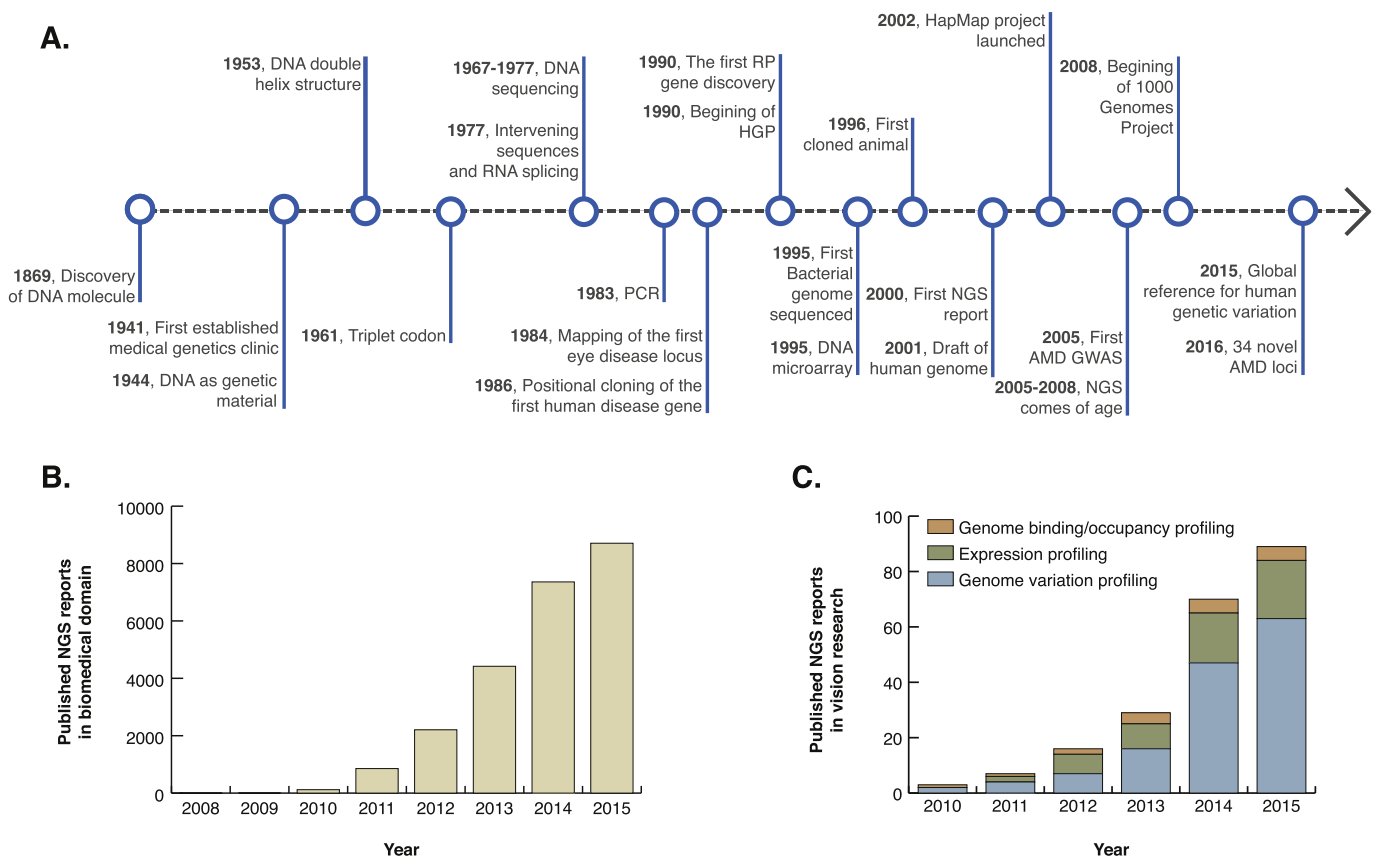 A.
1869, Discovery
of DNA molecule
1941, First established
medical genetics clinic
1944, DNA as genetic
material
1953, DNA double
helix structure
1961, Triplet codon
1967-1977, DNA
sequencing
1977, Intervening
sequences
and RNA splicing
1983, PCR
1984, Mapping of the first
eye disease locus
1986, Positional cloning of the
first human disease gene
1990, The first RP
gene discovery
1990, Begining of
HGP
1995, First
Bacterial
genome
sequenced
1995, DNA
microarray
1996, First
cloned animal
2000, First NGS
report
2001, Draft of
human genome
2002, HapMap project
launched
2005, First
AMD GWAS
2005-2008, NGS
comes of age
2008, Begining
of 1000
Genomes
Project
2015, Global
reference for human
genetic variation
2016, 34 novel
AMD loci
B.
Published NGS reports
in biomedical domain
10000
8000
6000
4000
2000
0
2008 2009 2010 2011 2012 2013 2014 2015
Year
C.
Published NGS reports
in vision research
100
80
60
40
20
0
Genome binding/occupancy profiling
Expression profiling
Genome variation profiling
2010 2011 2012 2013 2014 2015
Year